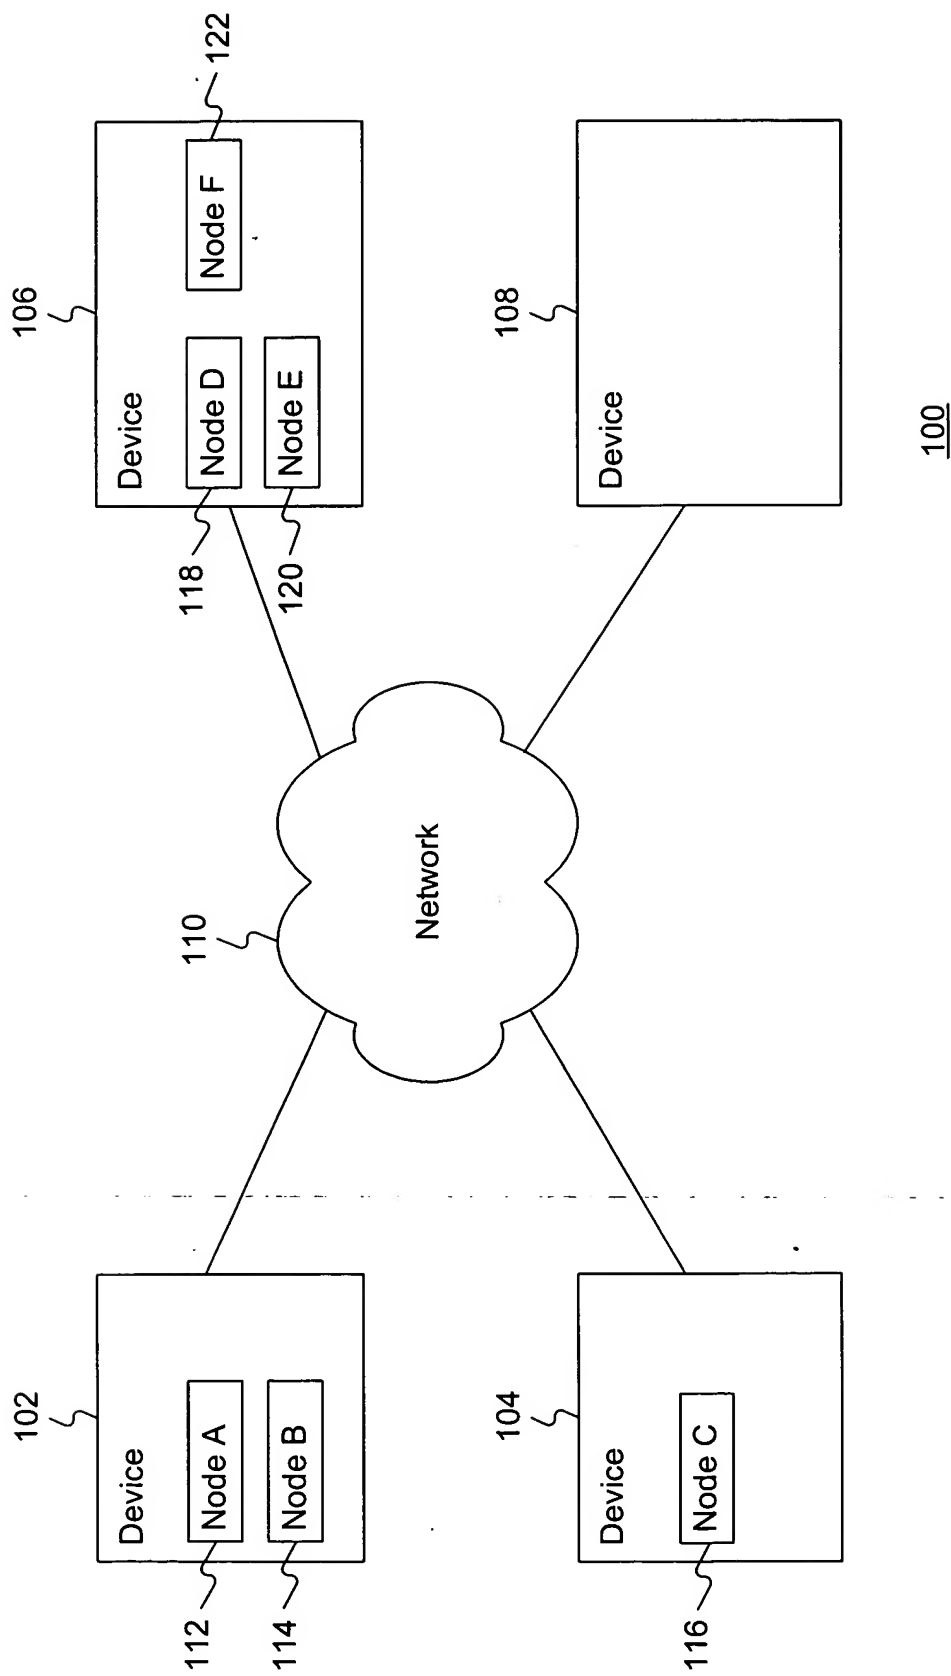 102
Device
Node A
112
Node B
114
104
Device
Node C
116
110
Network
106
Device
Node D
118
Node E
120
Node F
122
108
Device
100